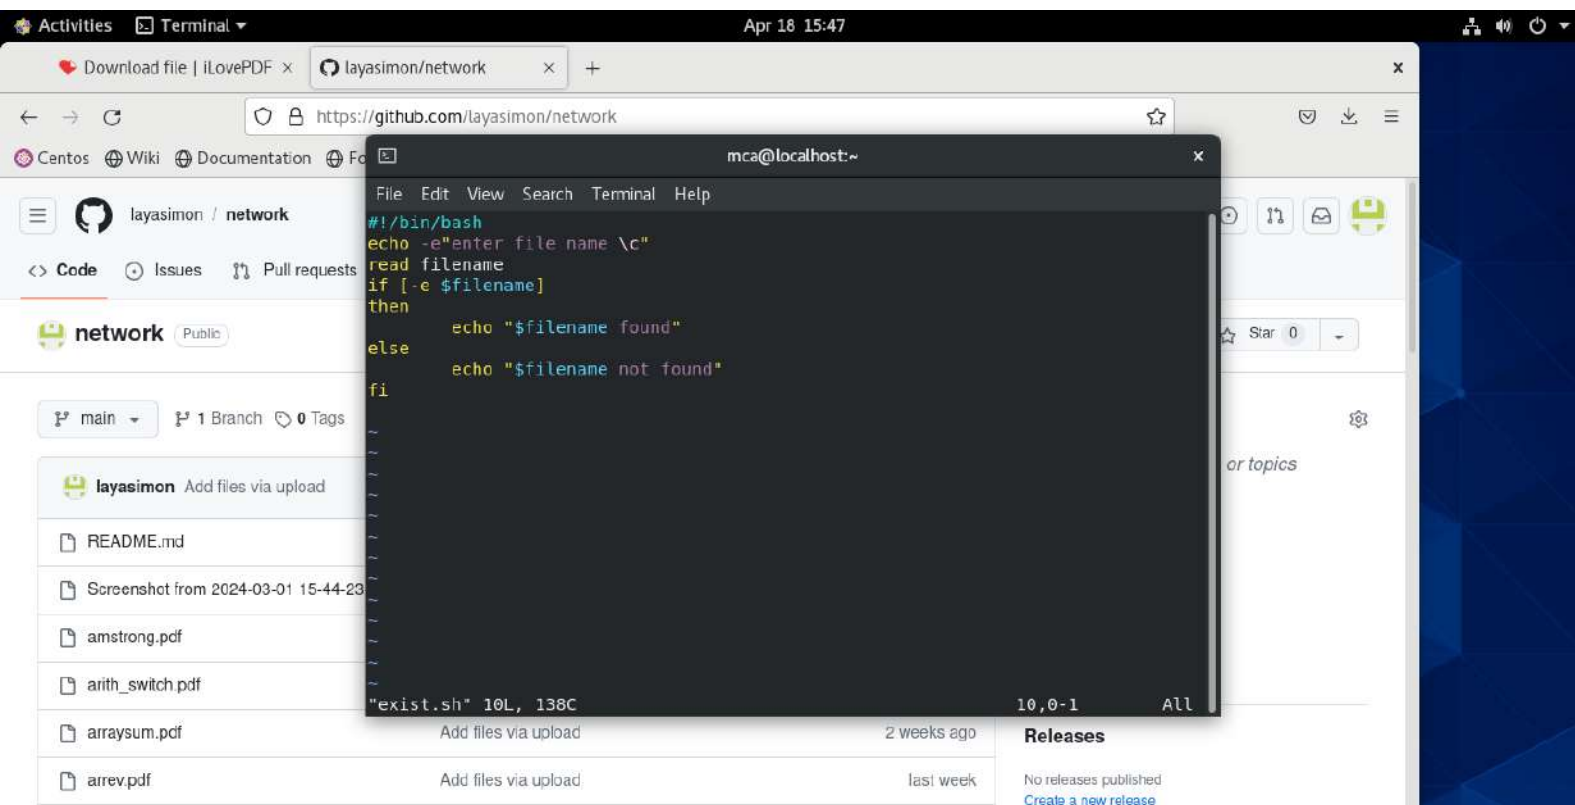 Activities Terminal Apr 18 15:47
Download file | iLovePDF × layasimon/network × + x
https://github.com/layasimon/network
Centos Wiki Documentation
mca@localhost:~ x
File Edit View Search Terminal Help
#!/bin/bash
echo -e"enter file name \c"
read filename
if [-e $filename]
then
echo "$filename found"
else
echo "$filename not found"
fi
~
~
~
~
~
~
~
~
~
~
~
~
~
"exist.sh" 10L, 138C 10,0-1 All
layasimon / network
Code Issues Pull requests
network Public Star 0
main 1 Branch 0 Tags
or topics
layasimon Add files via upload
README.md
Screenshot from 2024-03-01 15-44-23
amstrong.pdf
arith_switch.pdf
arraysum.pdf Add files via upload 2 weeks ago
arrev.pdf Add files via upload last week
Releases
No releases published
Create a new release